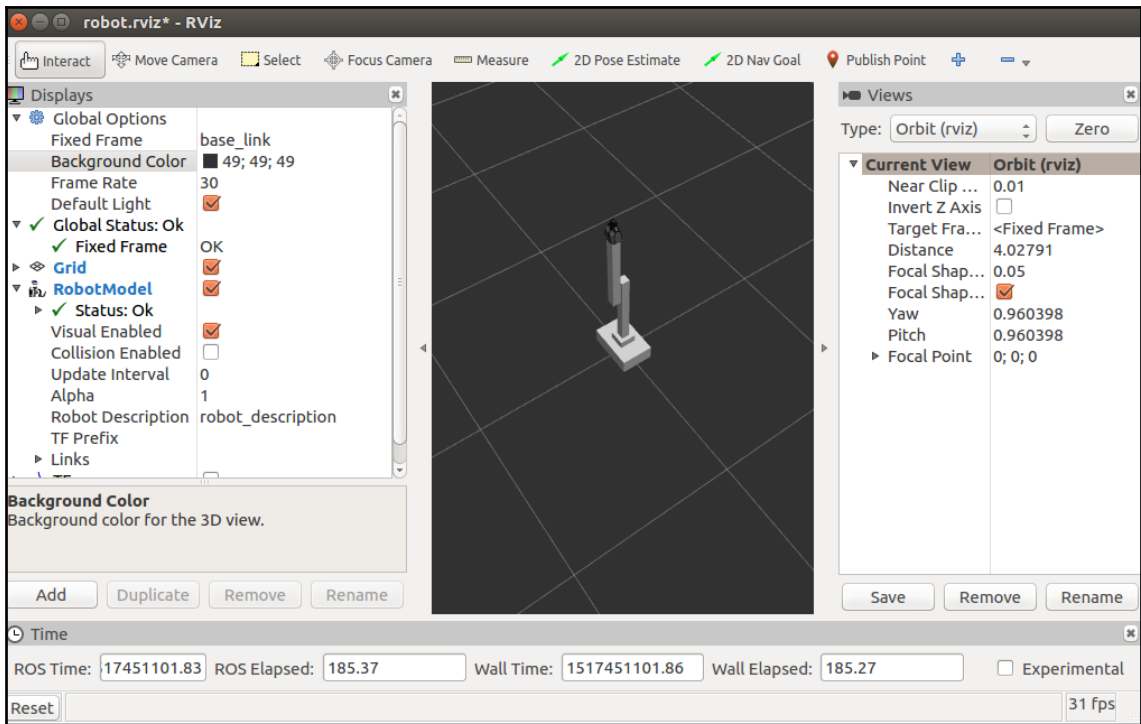 robot.rviz* - RViz
Interact Move Camera Select Focus Camera Measure 2D Pose Estimate 2D Nav Goal Publish Point
Displays
Global Options
Fixed Frame base_link
Background Color 49; 49; 49
Frame Rate 30
Default Light
Global Status: Ok
Fixed Frame OK
Grid
RobotModel
Status: Ok
Visual Enabled
Collision Enabled
Update Interval 0
Alpha 1
Robot Description robot_description
TF Prefix
Links
Background Color
Background color for the 3D view.
Add Duplicate Remove Rename
Views
Type: Orbit (rviz) Zero
Current View Orbit (rviz)
Near Clip ... 0.01
Invert Z Axis
Target Fra... <Fixed Frame>
Distance 4.02791
Focal Shap... 0.05
Focal Shap...
Yaw 0.960398
Pitch 0.960398
Focal Point 0; 0; 0
Save Remove Rename
Time
ROS Time: 17451101.83 ROS Elapsed: 185.37 Wall Time: 1517451101.86 Wall Elapsed: 185.27 Experimental
Reset 31 fps